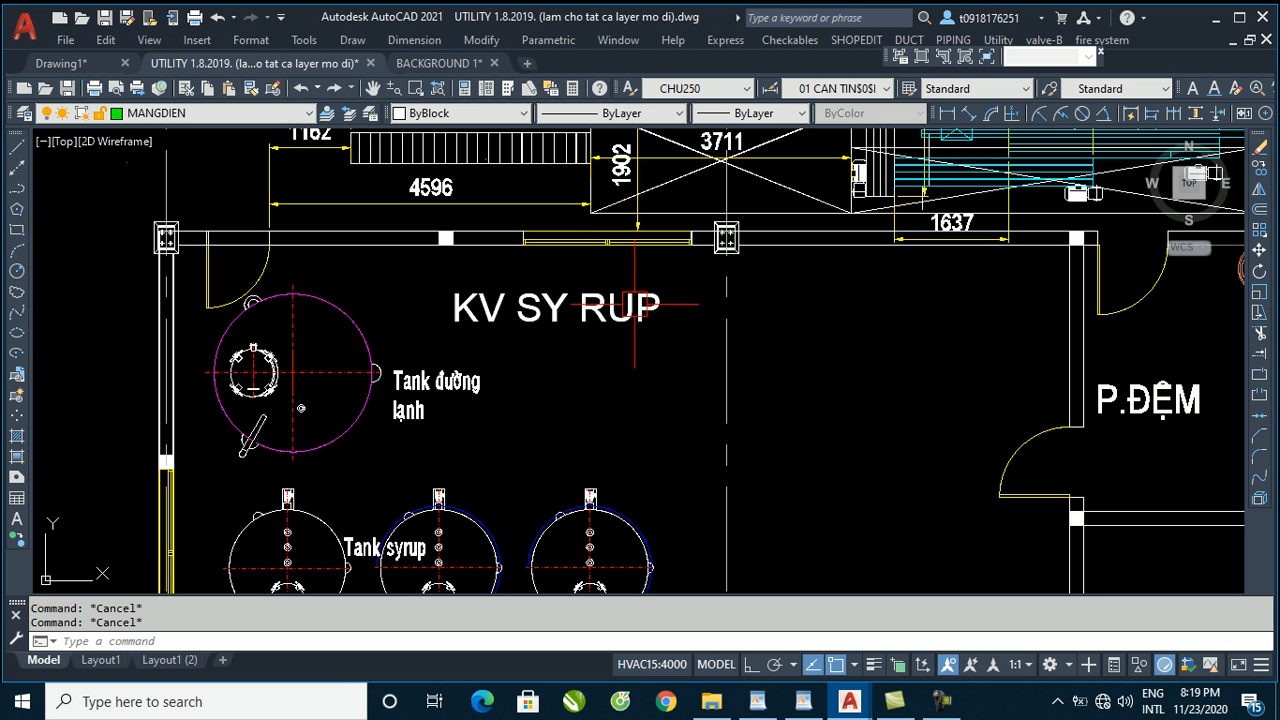 Autodesk AutoCAD 2021 UTILITY 1.8.2019. (lam cho tat ca layer mo di).dwg Type a keyword or phrase t0918176251
File Edit View Insert Format Tools Draw Dimension Modify Parametric Window Help Express Checkables SHOPEDIT DUCT PIPING Utility valve-B fire system
Drawing1* UTILITY 1.8.2019. (la...o tat ca layer mo di)* BACKGROUND 1*
CHU250 01 CAN TIN$0$I Standard Standard
MANGDIEN ByBlock ByLayer ByLayer ByColor
[−][Top][2D Wireframe]
1162
4596
1902
3711
1637
N
W TOP E
S
WCS
KV SY RUP
Tank đường
lạnh
P.ĐỆM
Tank syrup
Y
X
Command: *Cancel*
Command: *Cancel*
Type a command
Model Layout1 Layout1 (2) +
HVAC15:4000 MODEL 1:1
Type here to search
ENG
INTL
8:19 PM
11/23/2020
15